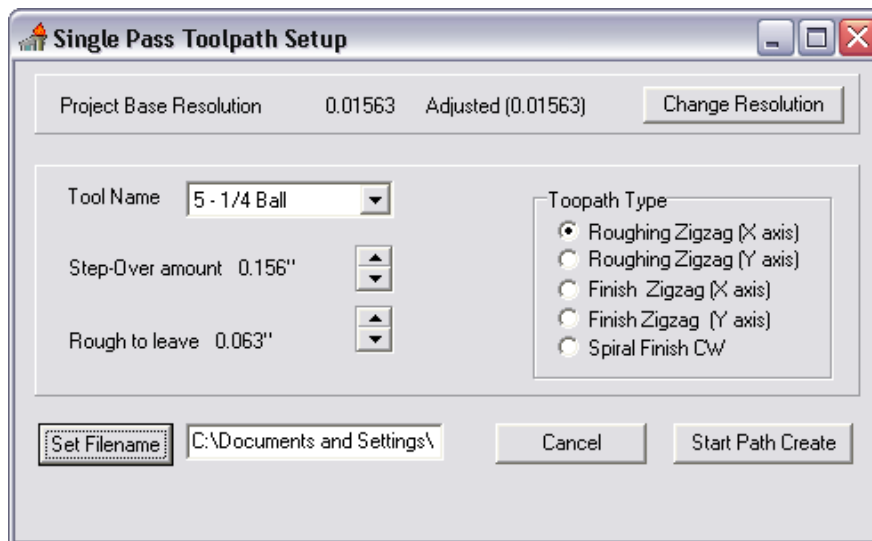 Single Pass Toolpath Setup
Project Base Resolution 0.01563 Adjusted (0.01563) Change Resolution
Tool Name 5 - 1/4 Ball
Step-Over amount 0.156"
Rough to leave 0.063"
Toopath Type
Roughing Zigzag (X axis)
Roughing Zigzag (Y axis)
Finish Zigzag (X axis)
Finish Zigzag (Y axis)
Spiral Finish CW
Set Filename C:\Documents and Settings\ Cancel Start Path Create